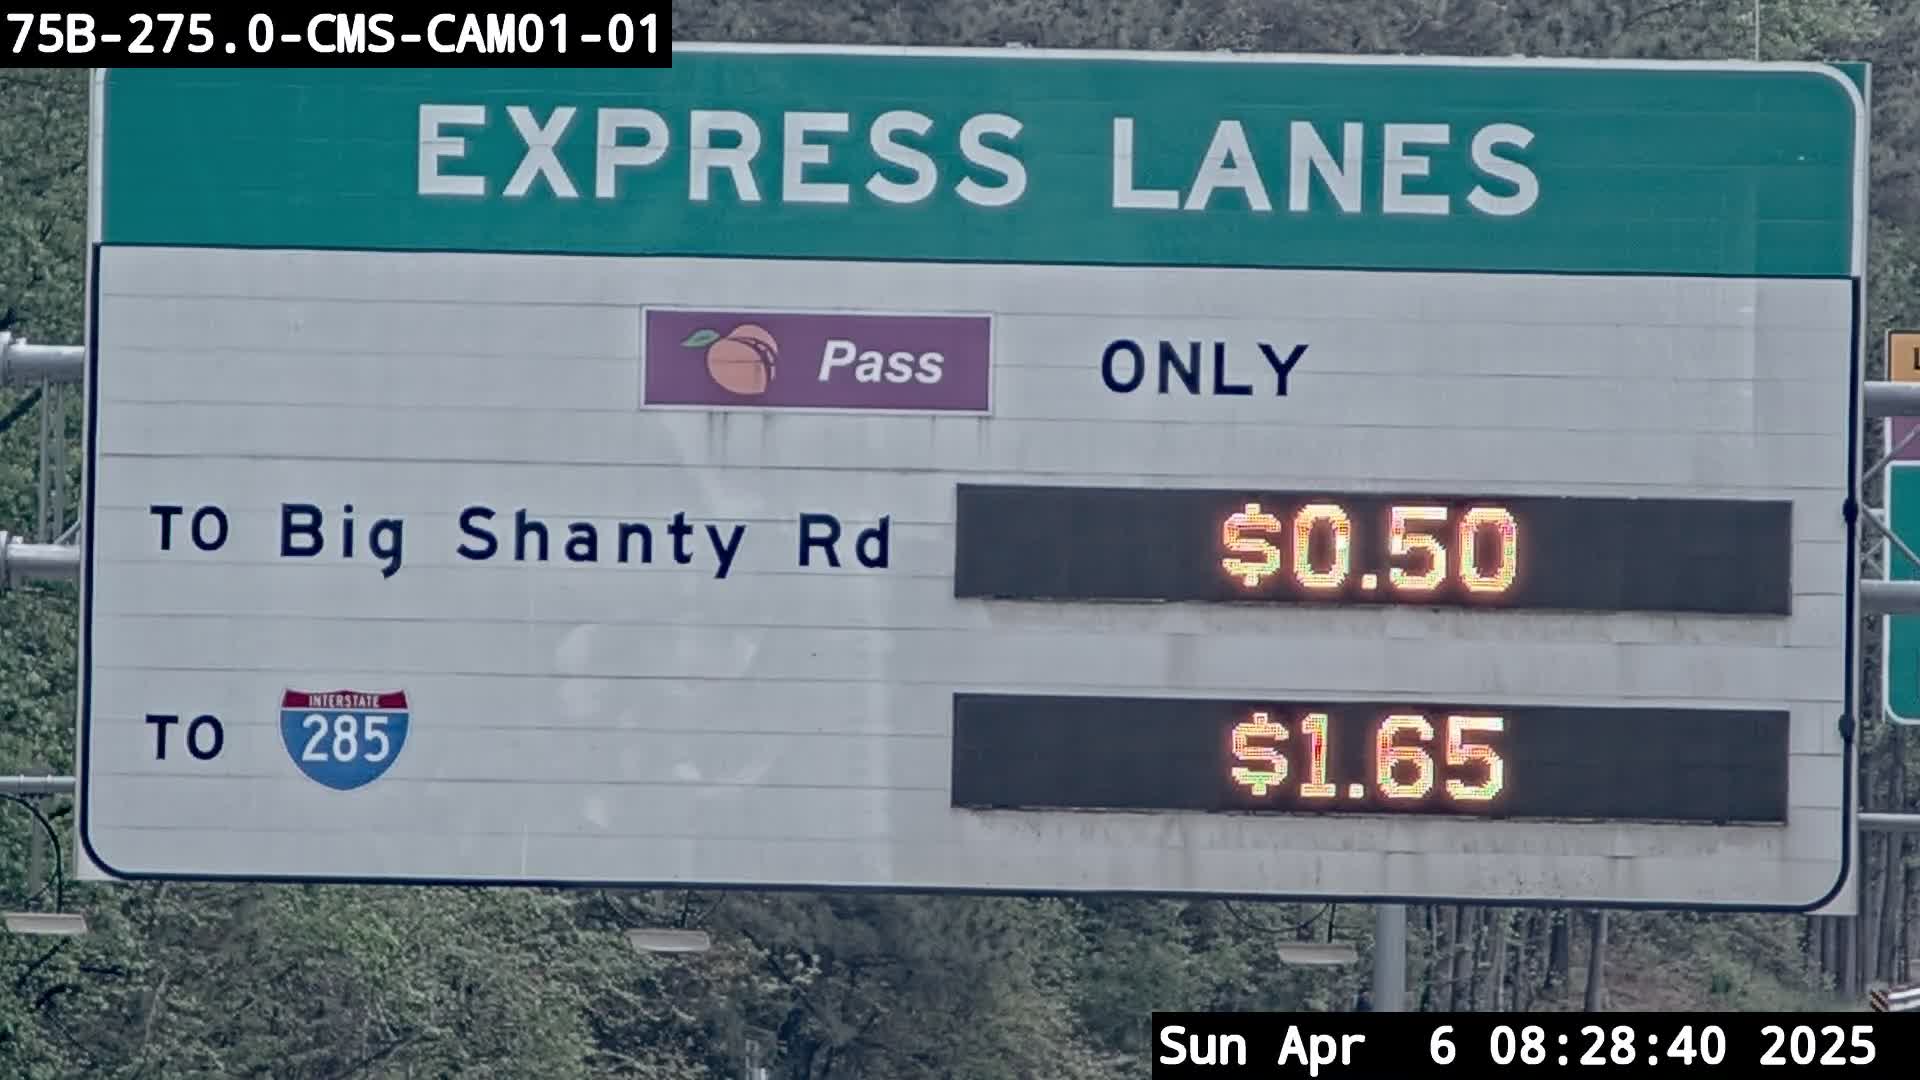 75B-275.0-CMS-CAM01-01
EXPRESS LANES
Pass ONLY
TO Big Shanty Rd $0.50
INTERSTATE
TO 285 $1.65
Sun Apr 6 08:28:40 2025